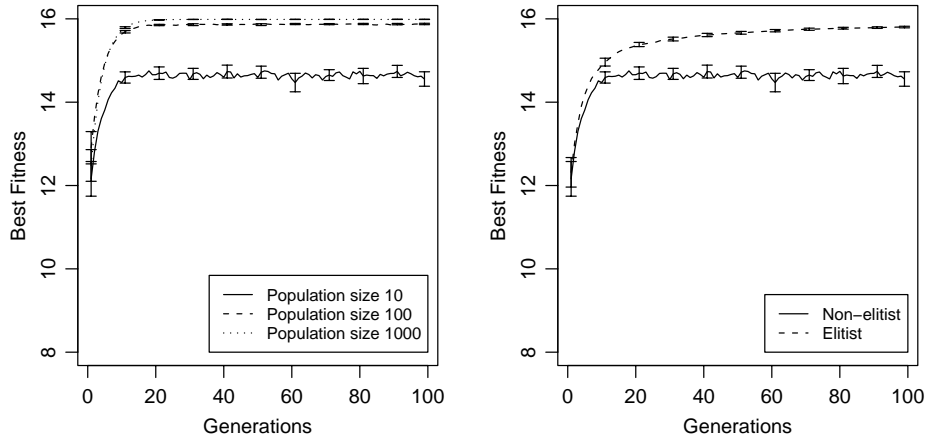 16
14
12
10
8
Best Fitness
0 20 40 60 80 100
Generations
Population size 10
Population size 100
Population size 1000
16
14
12
10
8
Best Fitness
0 20 40 60 80 100
Generations
Non−elitist
Elitist